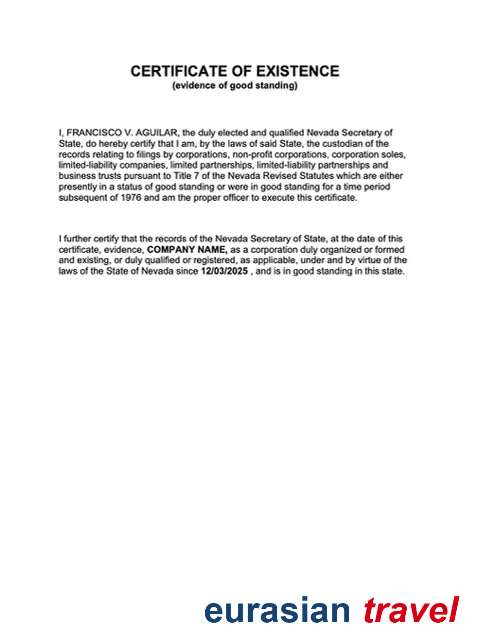 CERTIFICATE OF EXISTENCE
(evidence of good standing)
I, FRANCISCO V. AGUILAR, the duly elected and qualified Nevada Secretary of
State, do hereby certify that I am, by the laws of said State, the custodian of the
records relating to filings by corporations, non-profit corporations, corporation soles,
limited-liability companies, limited partnerships, limited-liability partnerships and
business trusts pursuant to Title 7 of the Nevada Revised Statutes which are either
presently in a status of good standing or were in good standing for a time period
subsequent of 1976 and am the proper officer to execute this certificate.
I further certify that the records of the Nevada Secretary of State, at the date of this
certificate, evidence, COMPANY NAME, as a corporation duly organized or formed
and existing, or duly qualified or registered, as applicable, under and by virtue of the
laws of the State of Nevada since 12/03/2025 , and is in good standing in this state.
eurasian travel